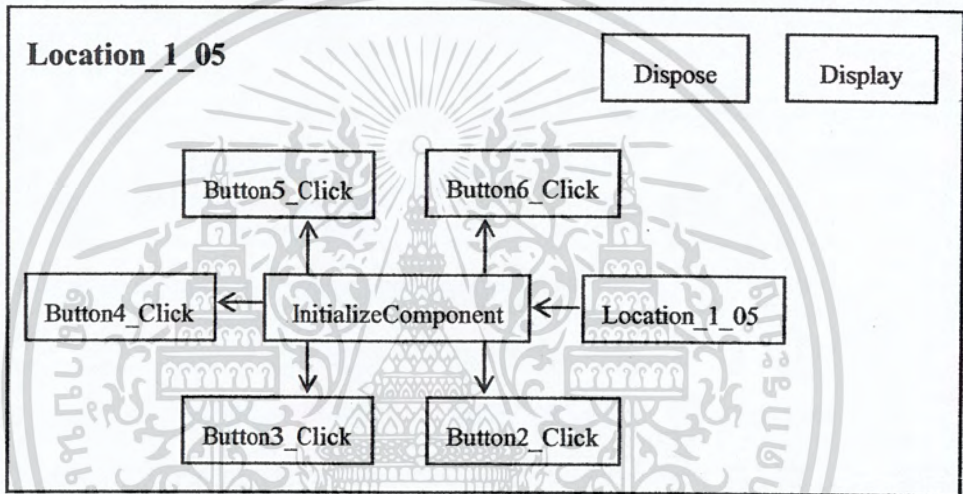 Location_1_05
Dispose
Display
Button5_Click
Button6_Click
Button4_Click
InitializeComponent
Location_1_05
Button3_Click
Button2_Click